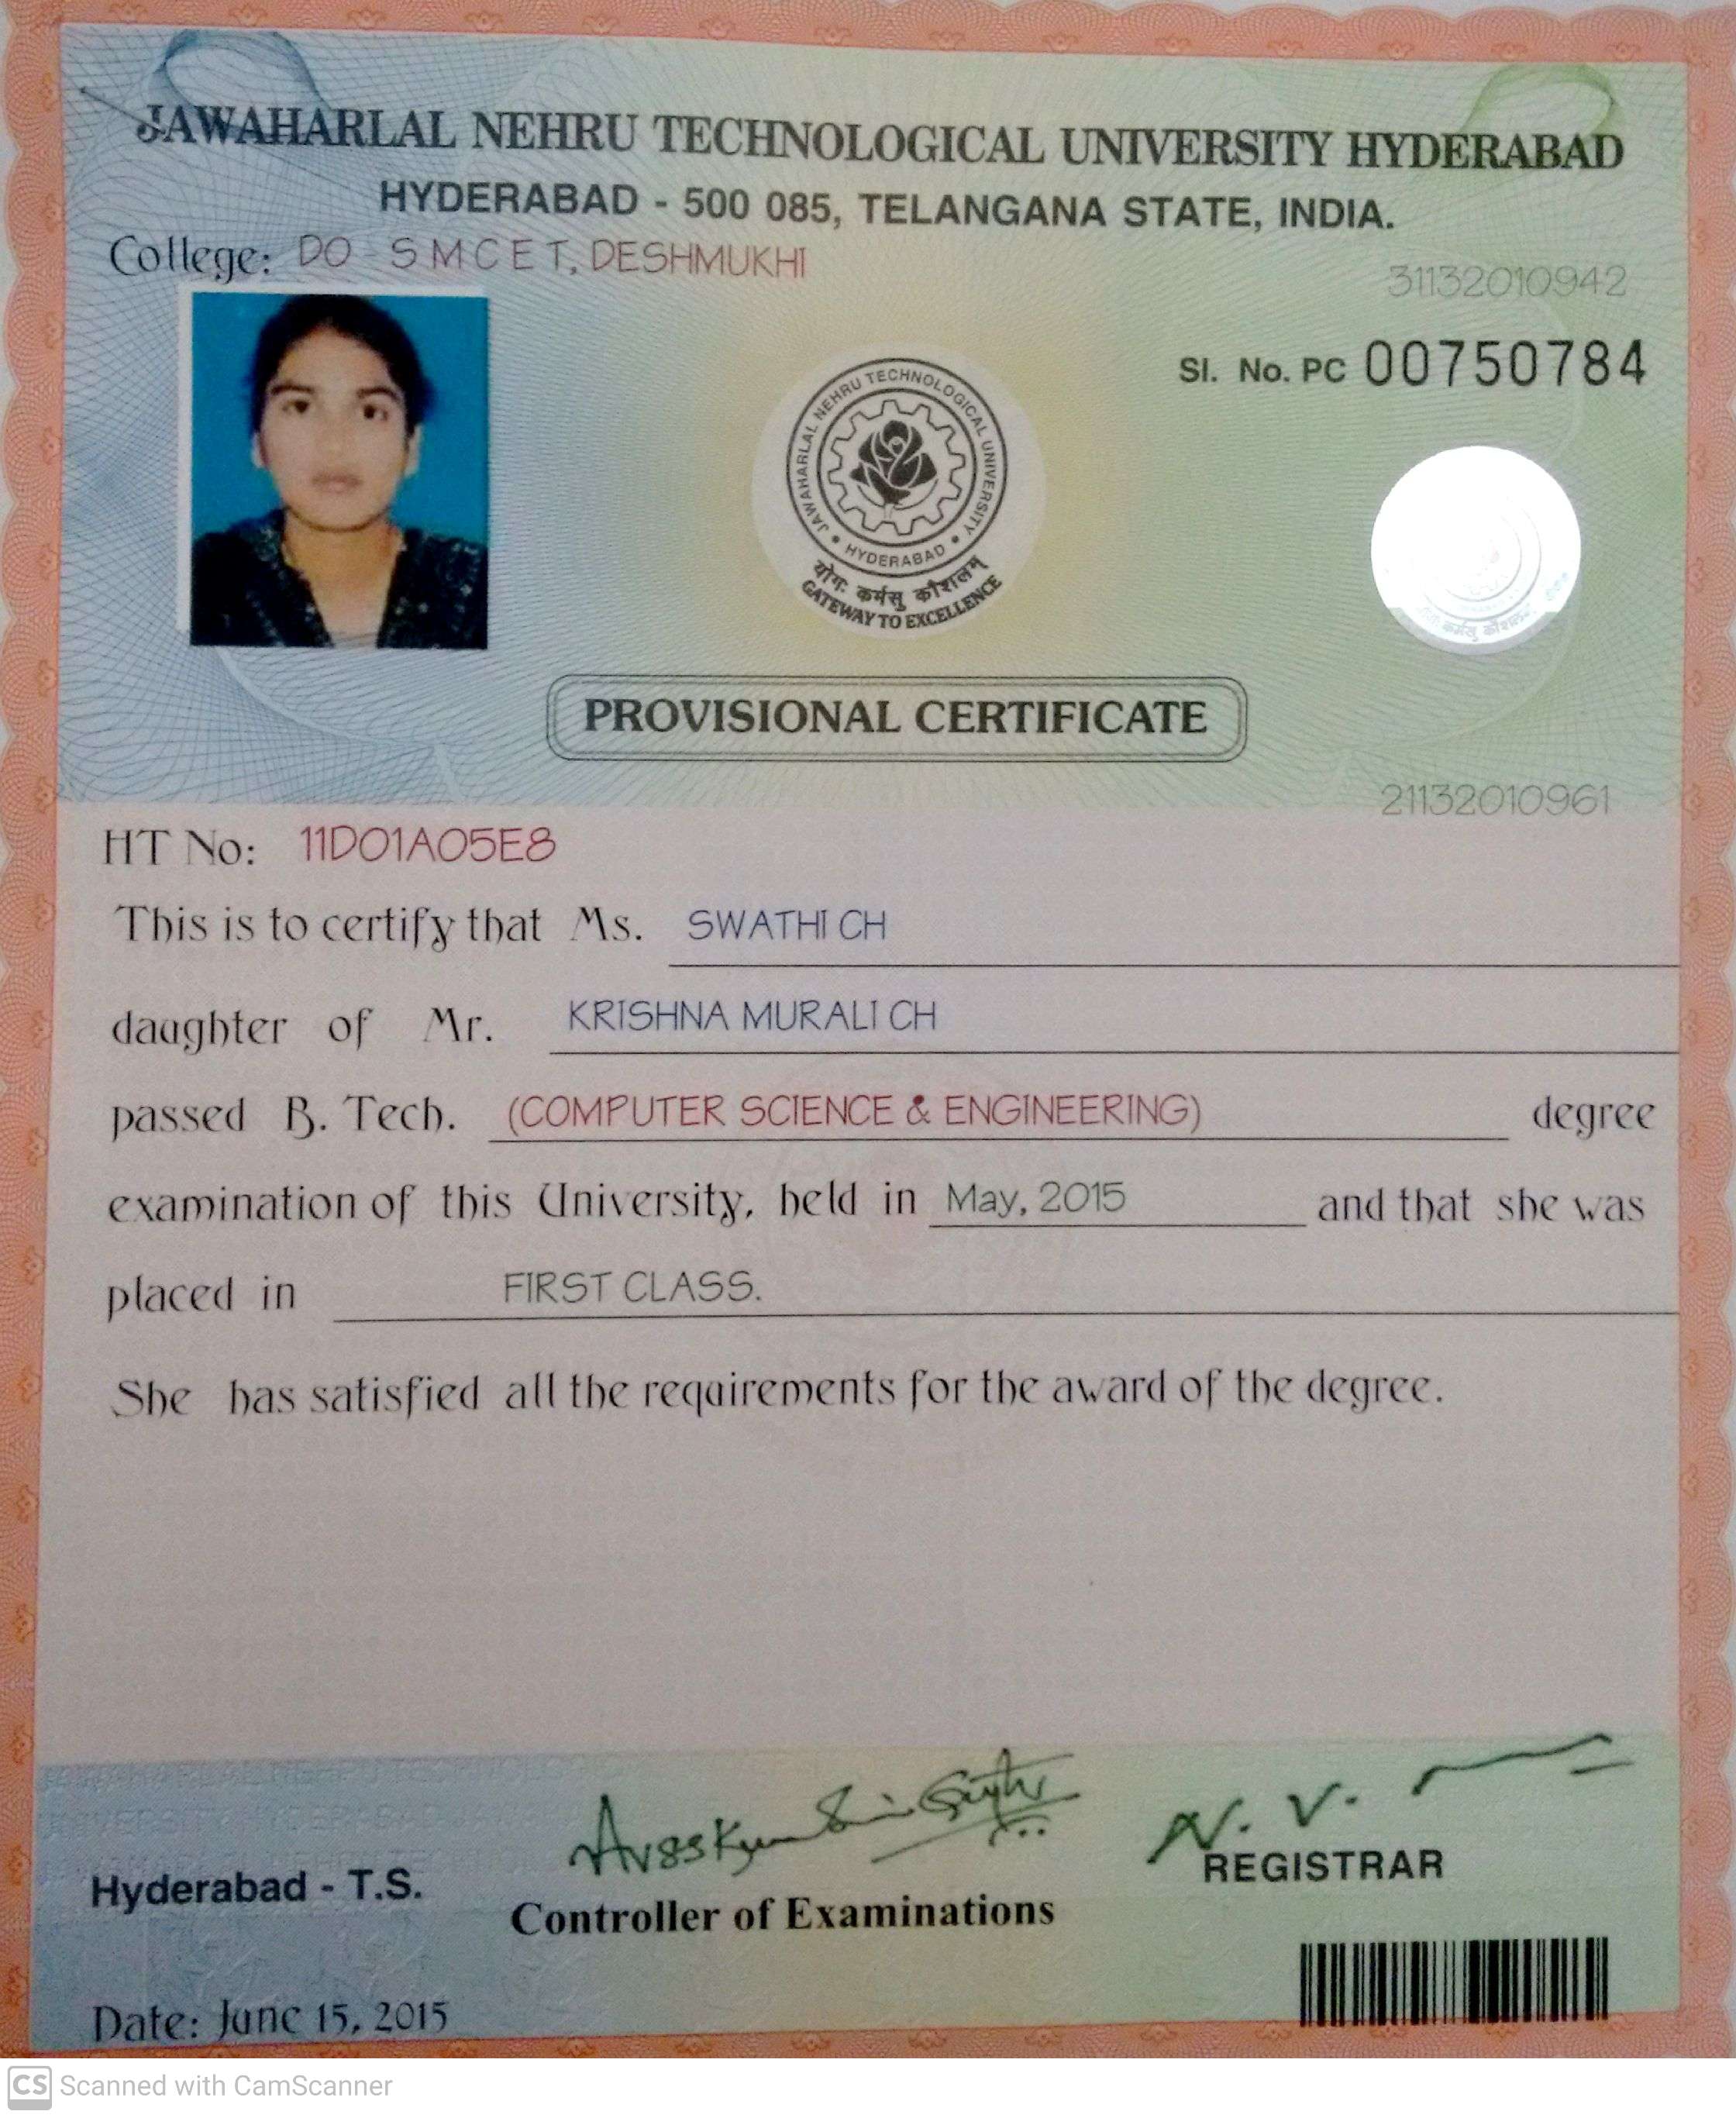 JAWAHARLAL NEHRU TECHNOLOGICAL UNIVERSITY HYDERABAD
HYDERABAD - 500 085, TELANGANA STATE, INDIA.
College: DO - S M C E T, DESHMUKHI
31132010942
Sl. No. PC 00750784
JAWAHARLAL NEHRU TECHNOLOGICAL UNIVERSITY
• HYDERABAD •
योगः कर्मसु कौशलम्
GATEWAY TO EXCELLENCE
PROVISIONAL CERTIFICATE
21132010961
HT No: 11D01A05E8
This is to certify that Ms. SWATHI CH
daughter of Mr. KRISHNA MURALI CH
passed B. Tech. (COMPUTER SCIENCE & ENGINEERING) degree
examination of this University, held in May, 2015 and that she was
placed in FIRST CLASS.
She has satisfied all the requirements for the award of the degree.
N. V.
Hyderabad - T.S.
Controller of Examinations
REGISTRAR
Date: June 15, 2015
CS Scanned with CamScanner